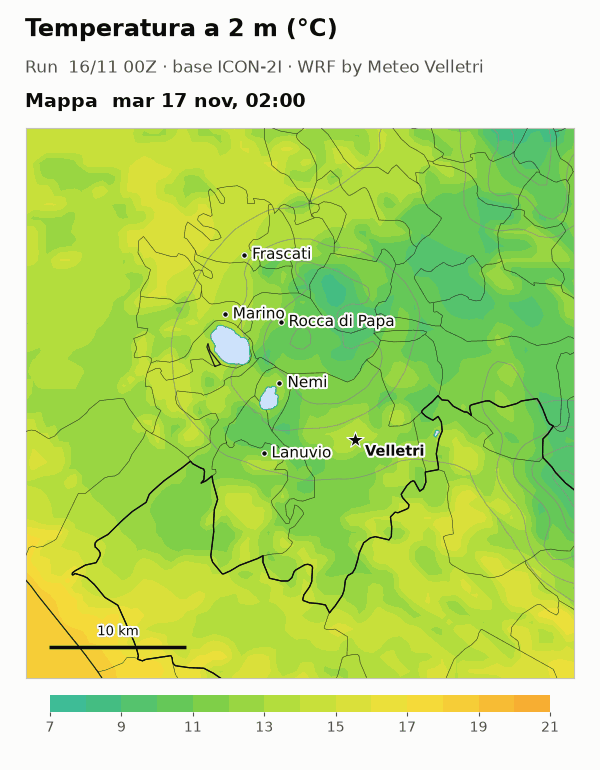 Temperatura a 2 m (°C)
Run  16/11 00Z · base ICON-2I · WRF by Meteo Velletri
Mappa  mar 17 nov, 02:00
Frascati
Marino
Rocca di Papa
Nemi
Velletri
Lanuvio
10 km
7 9 11 13 15 17 19 21